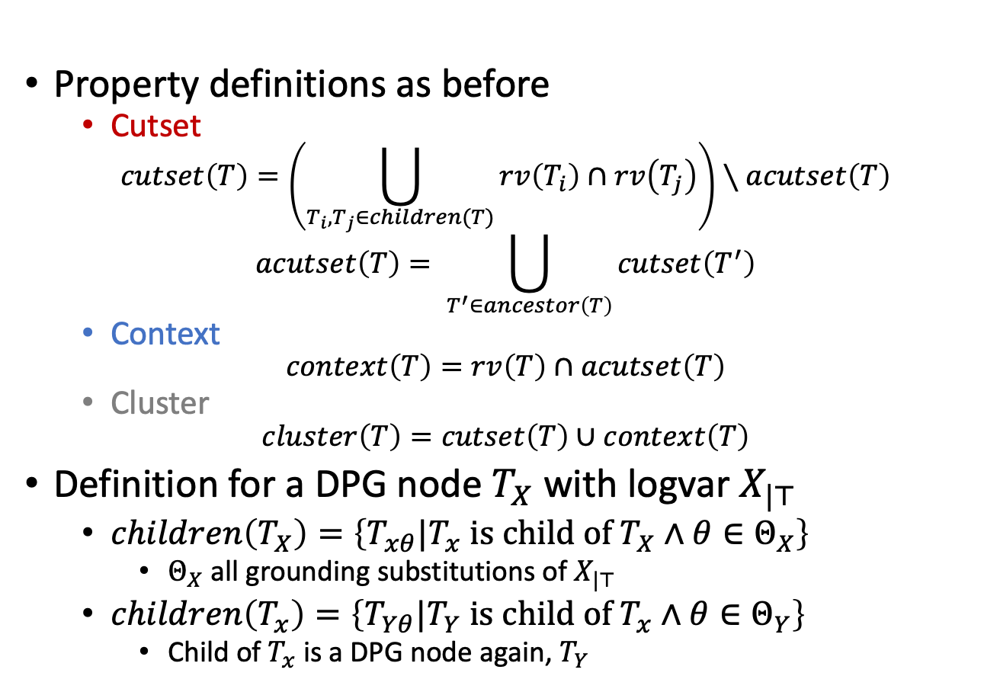 • Property definitions as before
• Cutset
cutset(T) = (⋃_{T_i,T_j∈children(T)} rv(T_i) ∩ rv(T_j)) \ acutset(T)
acutset(T) = ⋃_{T′∈ancestor(T)} cutset(T′)
• Context
context(T) = rv(T) ∩ acutset(T)
• Cluster
cluster(T) = cutset(T) ∪ context(T)
• Definition for a DPG node T_X with logvar X_{|⊤}
• children(T_X) = {T_{xθ}|T_x is child of T_X ∧ θ ∈ Θ_X}
• Θ_X all grounding substitutions of X_{|⊤}
• children(T_x) = {T_{Yθ}|T_Y is child of T_x ∧ θ ∈ Θ_Y}
• Child of T_x is a DPG node again, T_Y